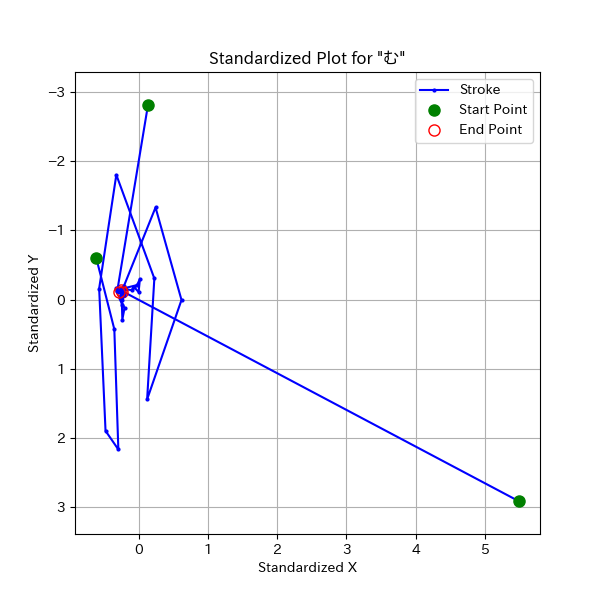 Standardized Plot for "む"
Stroke
Start Point
End Point
−3
−2
−1
0
1
2
3
Standardized Y
0 1 2 3 4 5
Standardized X